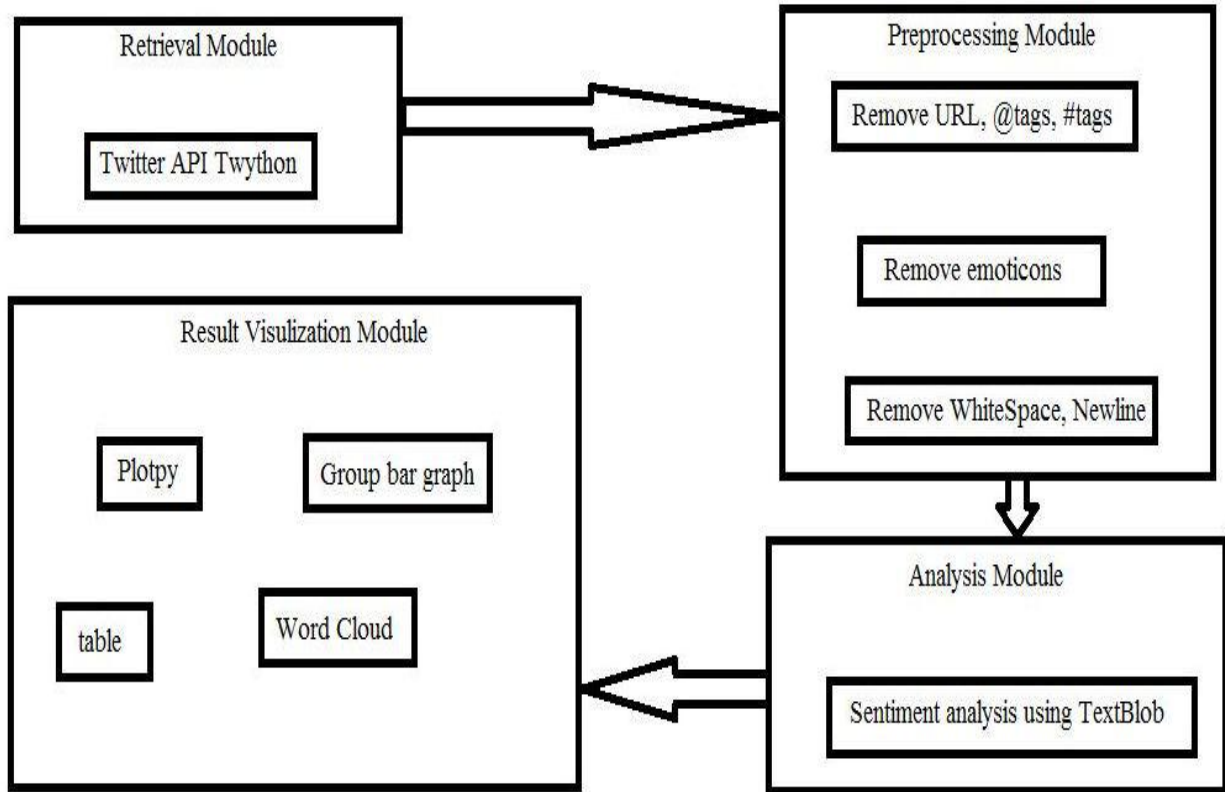 Retrieval Module
Twitter API Twython
Preprocessing Module
Remove URL, @tags, #tags
Remove emoticons
Remove WhiteSpace, Newline
Analysis Module
Sentiment analysis using TextBlob
Result Visulization Module
Plotpy
Group bar graph
table
Word Cloud